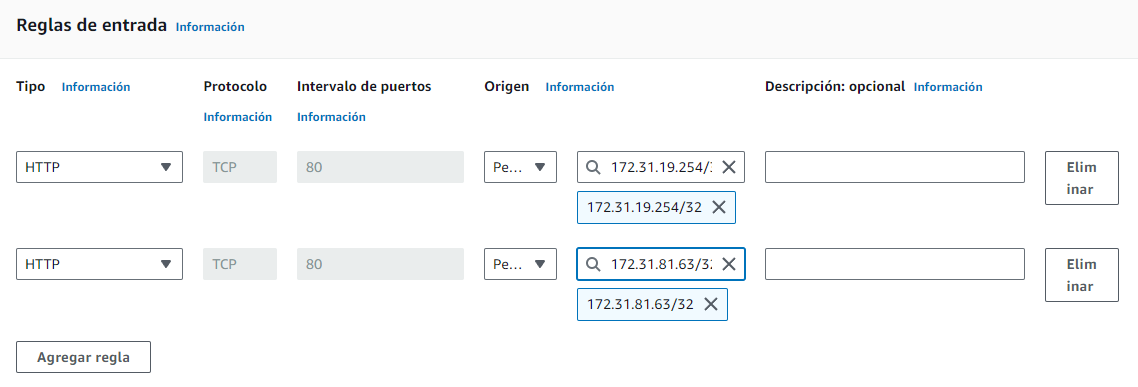 Reglas de entrada Información
Tipo Información Protocolo Intervalo de puertos Origen Información Descripción: opcional Información
Información Información
HTTP TCP 80 Pe... 172.31.19.254/3 Elim
inar
172.31.19.254/32
HTTP TCP 80 Pe... 172.31.81.63/32 Elim
inar
172.31.81.63/32
Agregar regla